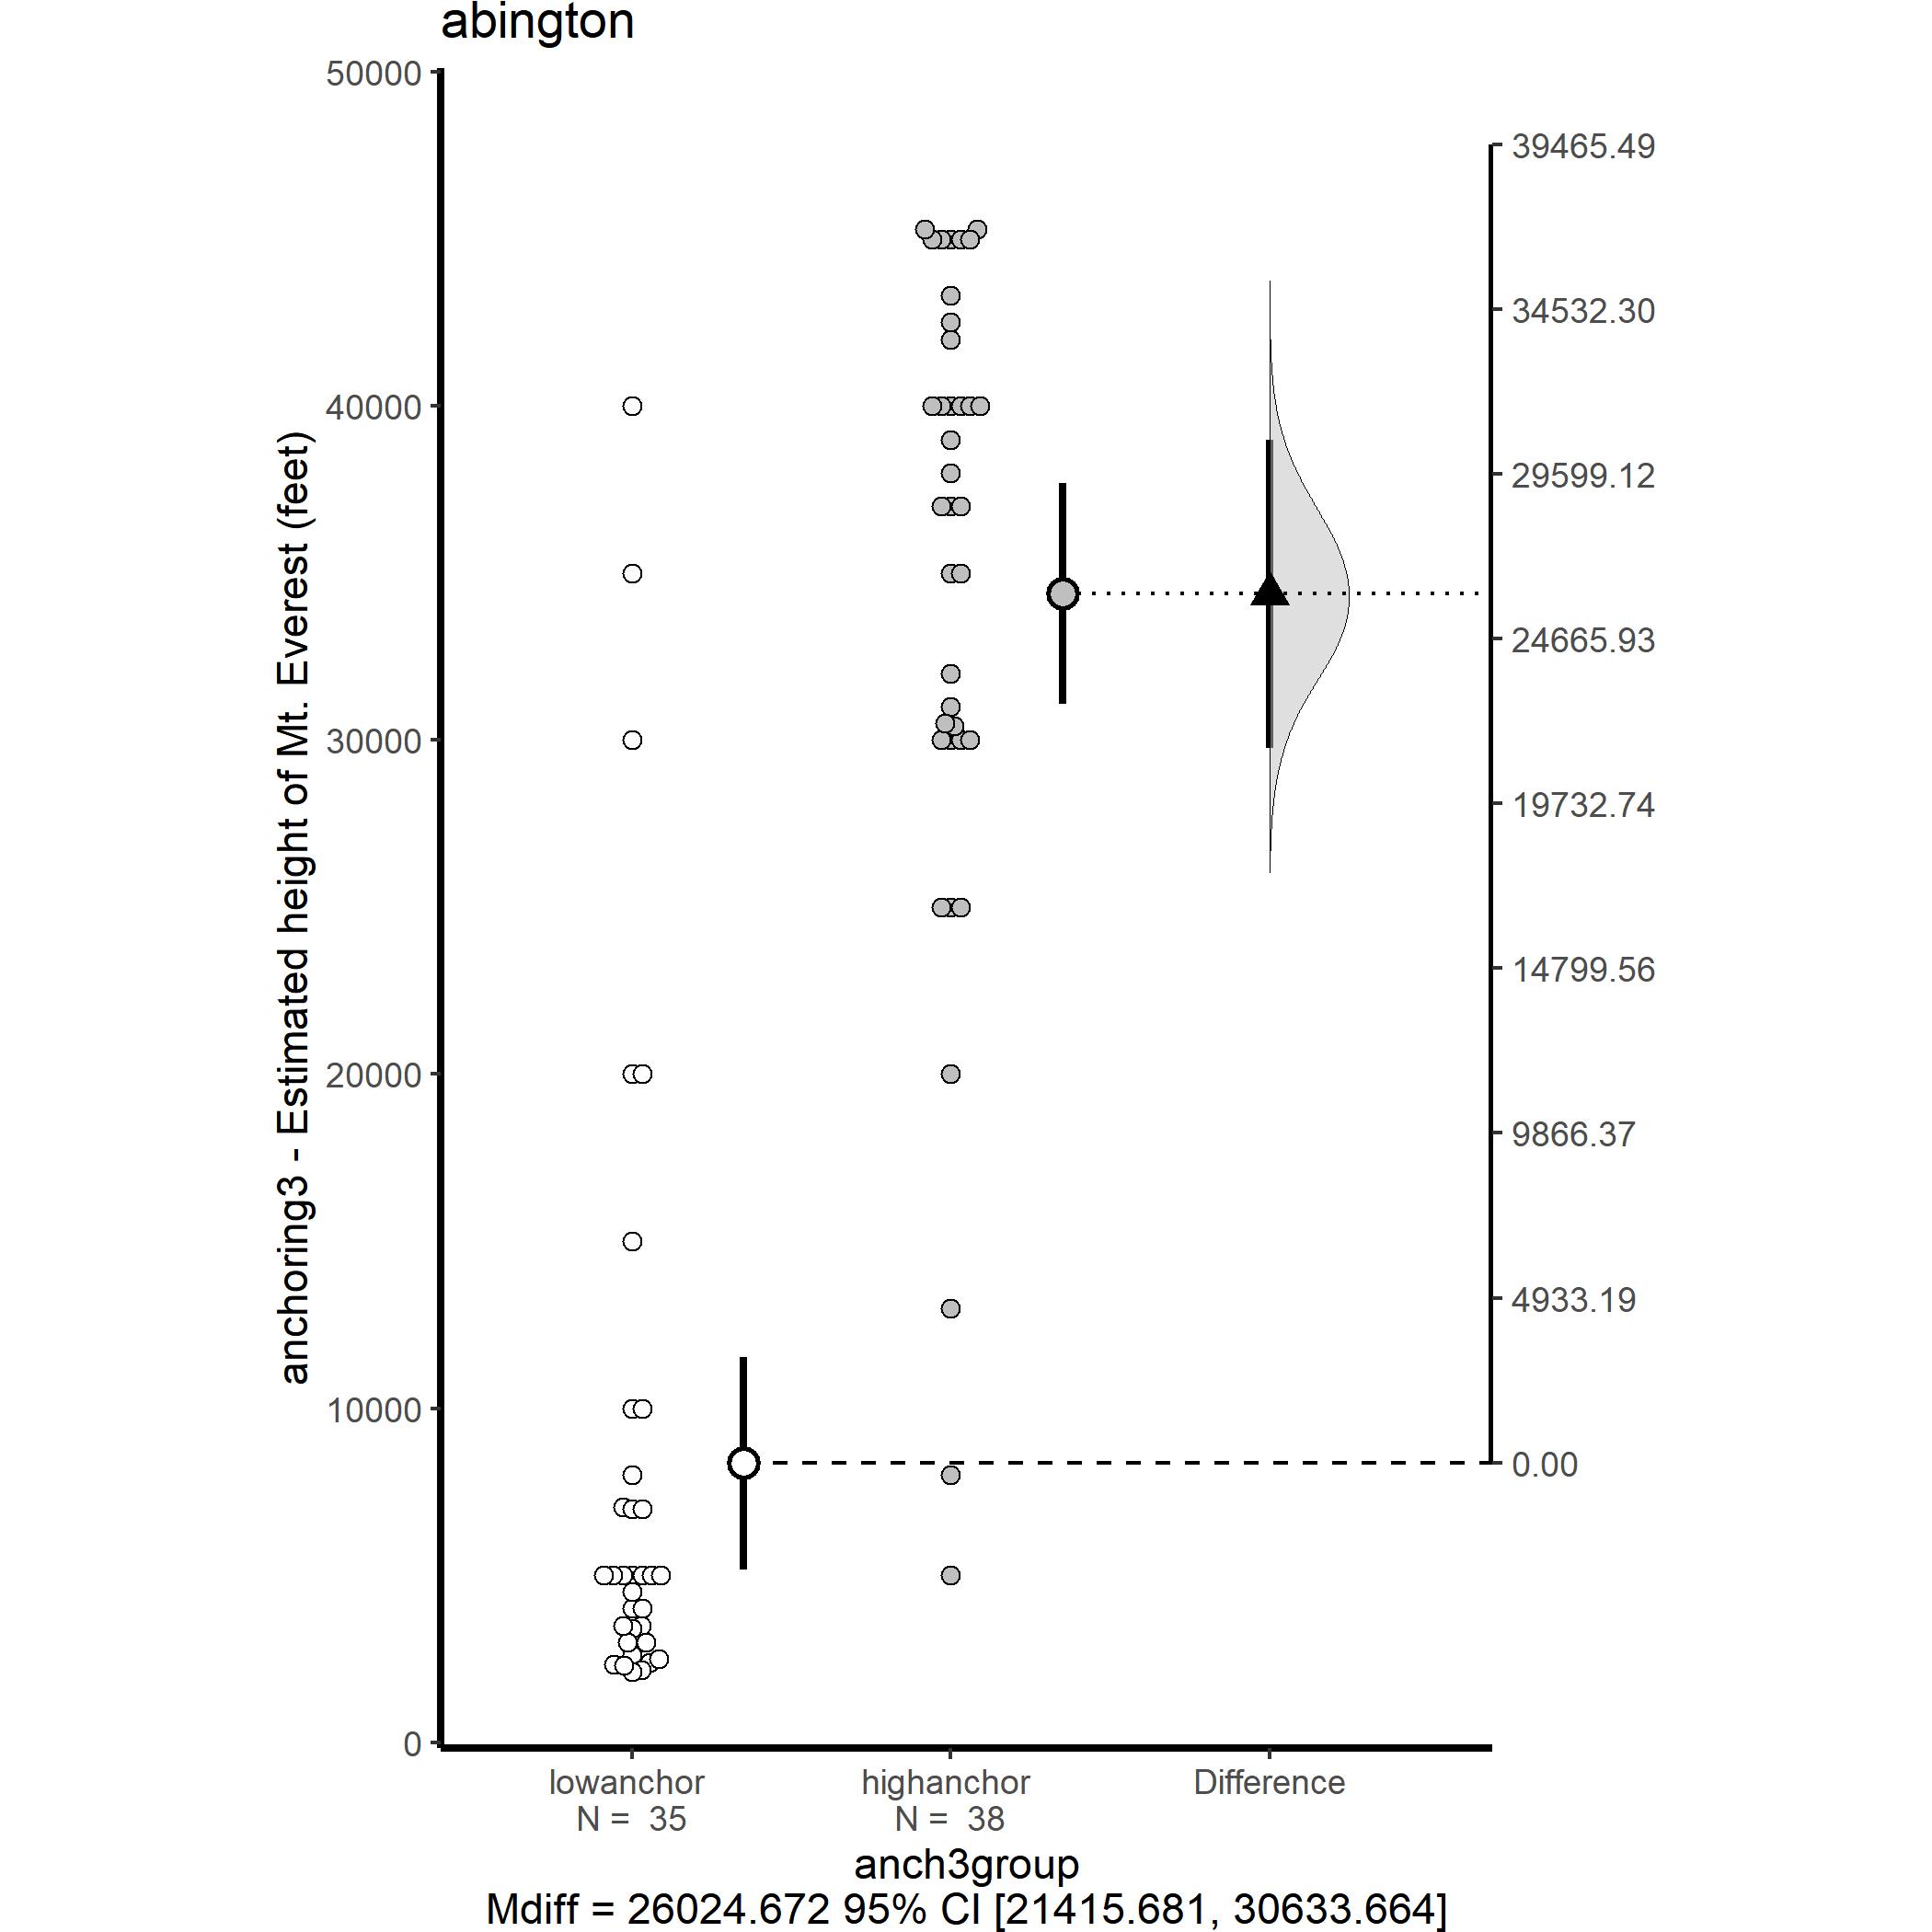 abington
50000
40000
30000
20000
10000
0
anchoring3 - Estimated height of Mt. Everest (feet)
39465.49
34532.30
29599.12
24665.93
19732.74
14799.56
9866.37
4933.19
0.00
lowanchor
N =  35
highanchor
N =  38
Difference
anch3group
Mdiff = 26024.672 95% CI [21415.681, 30633.664]